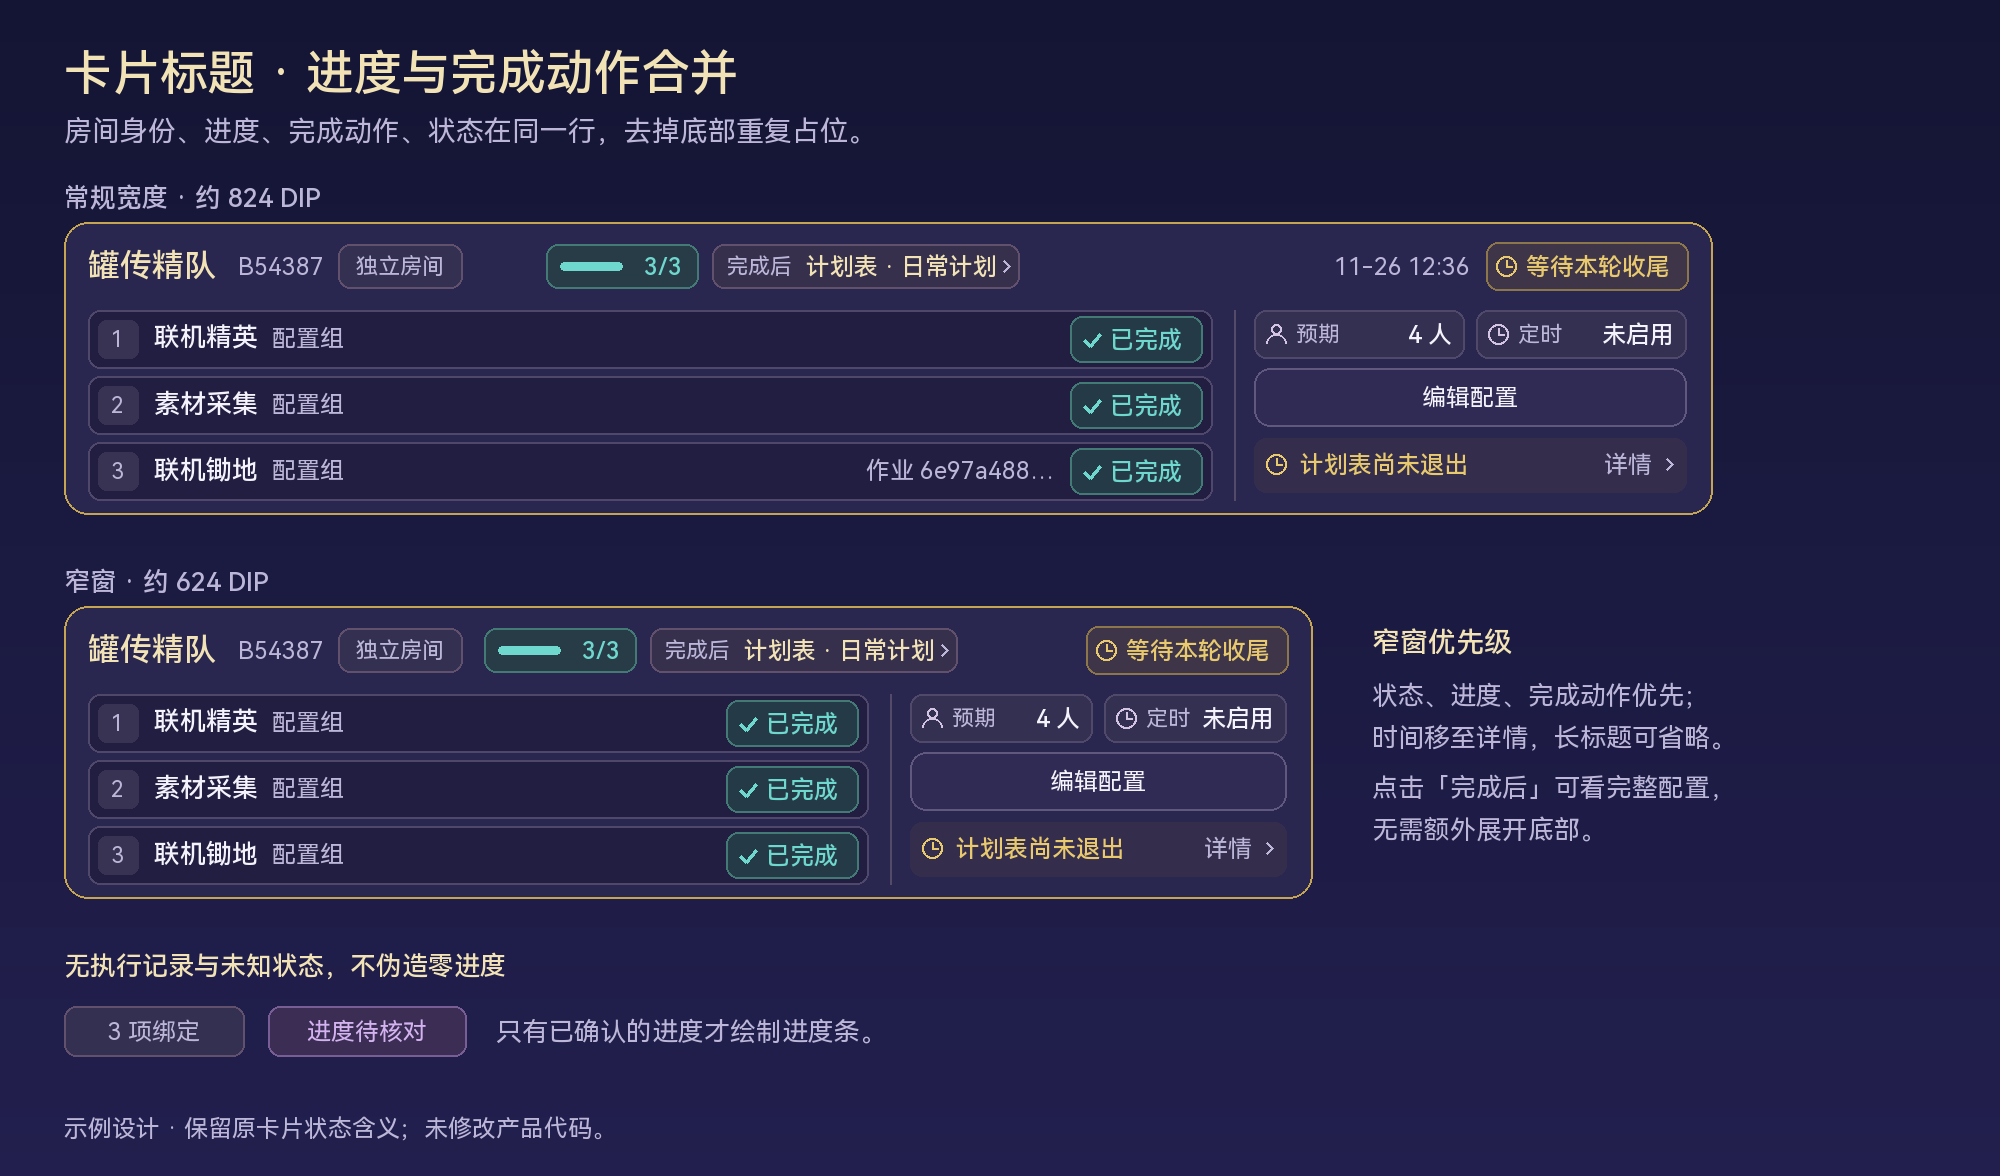 卡片标题 · 进度与完成动作合并
房间身份、进度、完成动作、状态在同一行，去掉底部重复占位。
常规宽度 · 约 824 DIP
罐传精队 B54387 独立房间 3/3 完成后 计划表 · 日常计划 › 11-26 12:36 等待本轮收尾
1 联机精英 配置组 已完成
2 素材采集 配置组 已完成
3 联机锄地 配置组 作业 6e97a488... 已完成
预期 4 人 定时 未启用
编辑配置
计划表尚未退出 详情 ›
窄窗 · 约 624 DIP
罐传精队 B54387 独立房间 3/3 完成后 计划表 · 日常计划 › 等待本轮收尾
1 联机精英 配置组 已完成
2 素材采集 配置组 已完成
3 联机锄地 配置组 已完成
预期 4 人 定时 未启用
编辑配置
计划表尚未退出 详情 ›
窄窗优先级
状态、进度、完成动作优先；
时间移至详情，长标题可省略。
点击「完成后」可看完整配置，
无需额外展开底部。
无执行记录与未知状态，不伪造零进度
3 项绑定 进度待核对 只有已确认的进度才绘制进度条。
示例设计 · 保留原卡片状态含义；未修改产品代码。